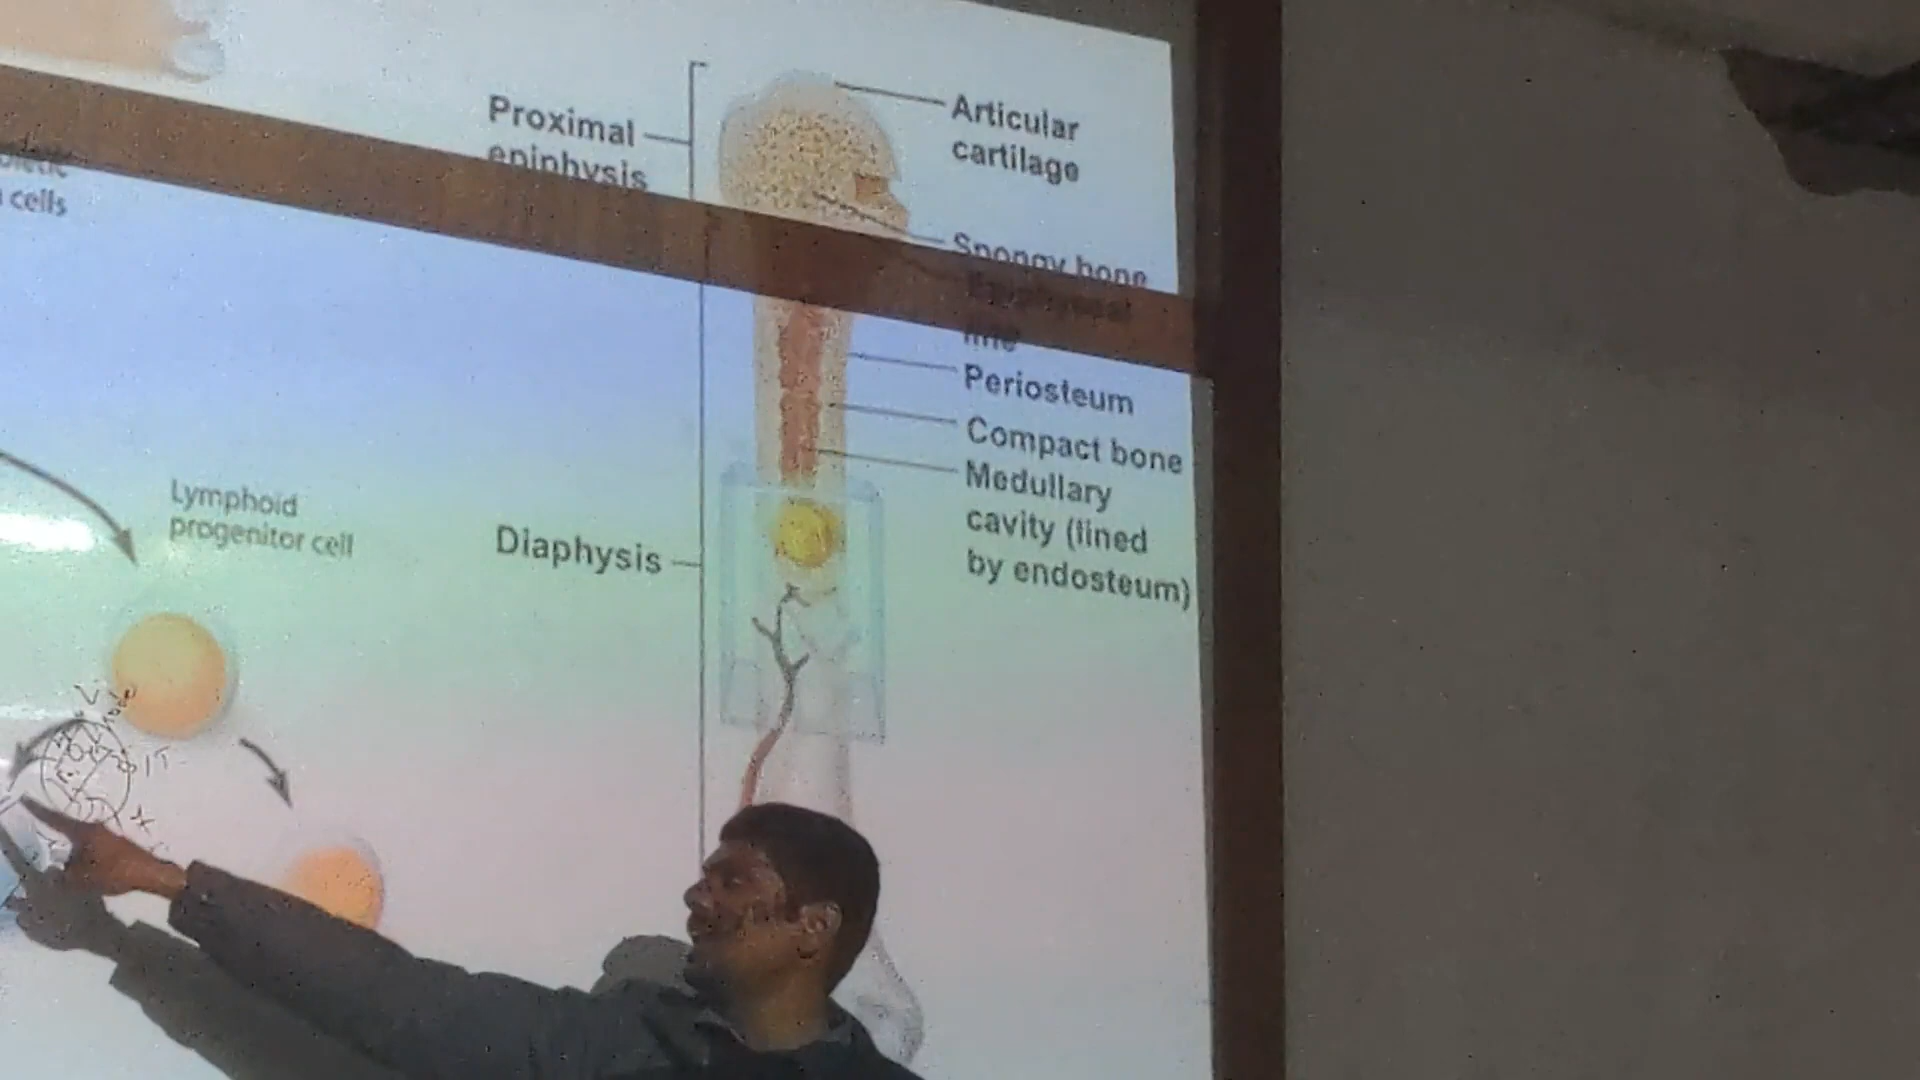 Proximal
epiphysis
Articular
cartilage
cells
Spongy bone
Epiphyseal
line
Periosteum
Compact bone
Medullary
cavity (lined
by endosteum)
Lymphoid
progenitor cell
Diaphysis